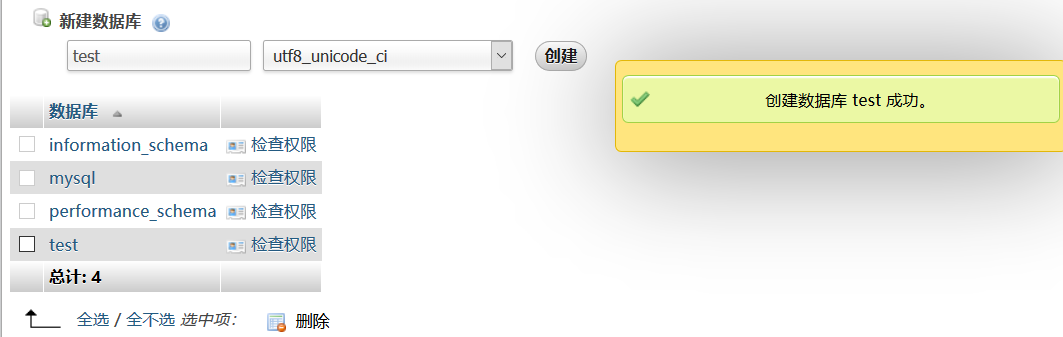 新建数据库
test utf8_unicode_ci 创建
创建数据库 test 成功。
数据库
information_schema 检查权限
mysql 检查权限
performance_schema 检查权限
test 检查权限
总计: 4
全选 / 全不选 选中项： 删除